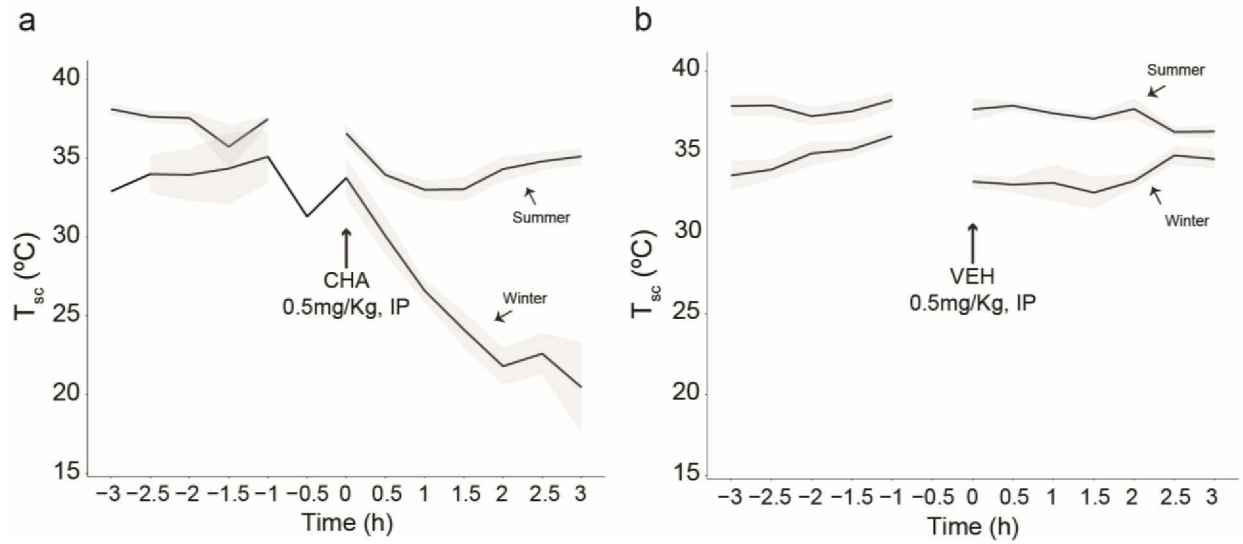 a
40
35
30
25
20
15
Tsc (ºC)
Summer
CHA
0.5mg/Kg, IP
Winter
−3 −2.5 −2 −1.5 −1 −0.5 0 0.5 1 1.5 2 2.5 3
Time (h)
b
40
35
30
25
20
15
Tsc (ºC)
Summer
VEH
0.5mg/Kg, IP
Winter
−3 −2.5 −2 −1.5 −1 −0.5 0 0.5 1 1.5 2 2.5 3
Time (h)